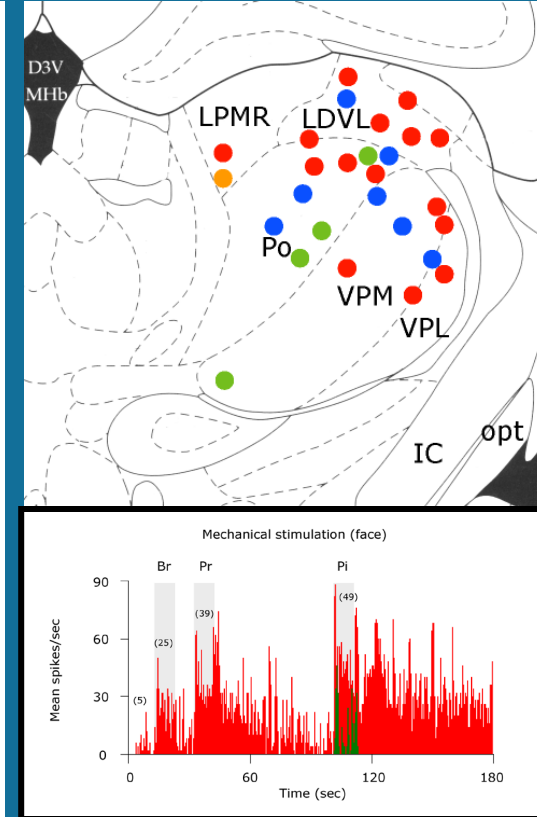 D3V
MHb
LPMR
LDVL
Po
VPM
VPL
IC
opt
Mechanical stimulation (face)
Br Pr Pi
90
(49)
(39)
60
(25)
30
(5)
0
Mean spikes/sec
0 60 120 180
Time (sec)